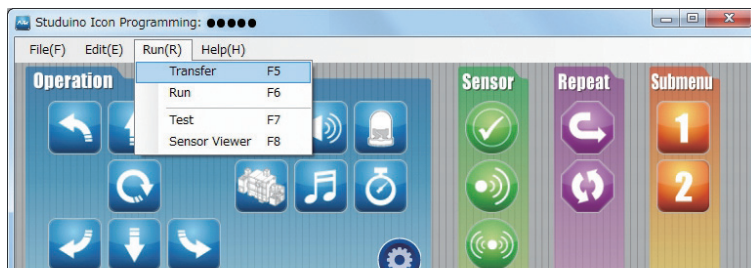 Studuino Icon Programming: ●●●●●
File(F) Edit(E) Run(R) Help(H)
Transfer F5
Run F6
Test F7
Sensor Viewer F8
Operation Sensor Repeat Submenu
1
2